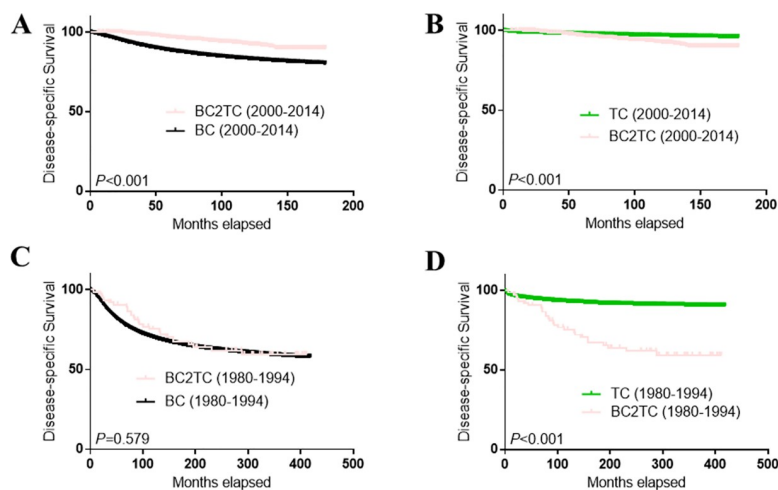 A
Disease-specific Survival
100
50
0
BC2TC (2000-2014)
BC (2000-2014)
P<0.001
0 50 100 150 200
Months elapsed
B
Disease-specific Survival
100
50
0
TC (2000-2014)
BC2TC (2000-2014)
P<0.001
0 50 100 150 200
Months elapsed
C
Disease-specific Survival
100
50
0
BC2TC (1980-1994)
BC (1980-1994)
P=0.579
0 100 200 300 400 500
Months elapsed
D
Disease-specific Survival
100
50
0
TC (1980-1994)
BC2TC (1980-1994)
P<0.001
0 100 200 300 400 500
Months elapsed